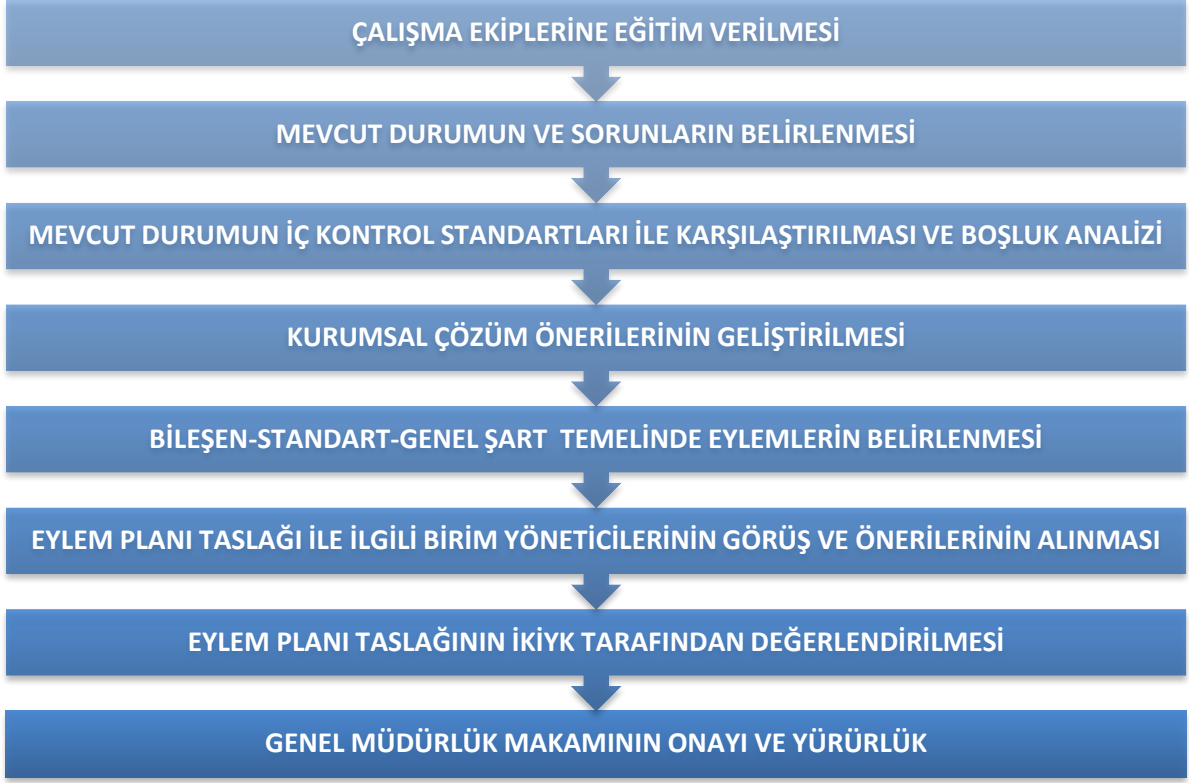 ÇALIŞMA EKİPLERİNE EĞİTİM VERİLMESİ
MEVCUT DURUMUN VE SORUNLARIN BELİRLENMESİ
MEVCUT DURUMUN İÇ KONTROL STANDARTLARI İLE KARŞILAŞTIRILMASI VE BOŞLUK ANALİZİ
KURUMSAL ÇÖZÜM ÖNERİLERİNİN GELİŞTİRİLMESİ
BİLEŞEN-STANDART-GENEL ŞART TEMELİNDE EYLEMLERİN BELİRLENMESİ
EYLEM PLANI TASLAĞI İLE İLGİLİ BİRİM YÖNETİCİLERİNİN GÖRÜŞ VE ÖNERİLERİNİN ALINMASI
EYLEM PLANI TASLAĞININ İKİYK TARAFINDAN DEĞERLENDİRİLMESİ
GENEL MÜDÜRLÜK MAKAMININ ONAYI VE YÜRÜRLÜK